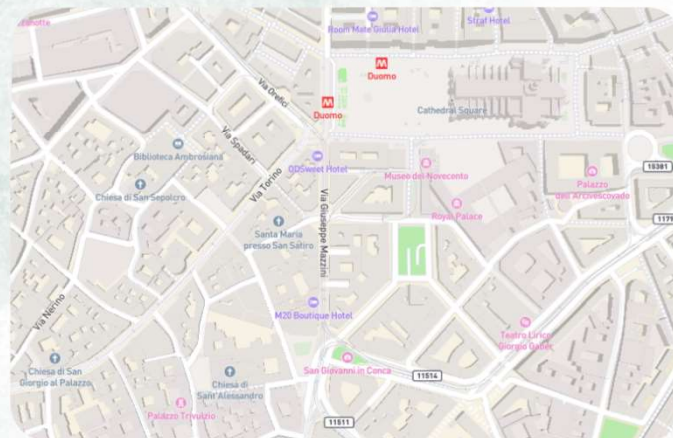 Room Mate Giulia Hotel
Straf Hotel
M
Duomo
M
Duomo
Cathedral Square
Via Orefici
Via Spadari
Biblioteca Ambrosiana
Via Torino
ODSweet Hotel
Museo del Novecento
15381
Palazzo
dell'Arcivescovado
Chiesa di San Sepolcro
Via Giuseppe Mazzini
Royal Palace
Santa Maria
presso San Satiro
Via Nerino
M20 Boutique Hotel
Teatro Lirico
Giorgio Gaber
Chiesa di San
Giorgio al Palazzo
San Giovanni in Conca
11514
Chiesa di
Sant'Alessandro
Palazzo Trivulzio
11511